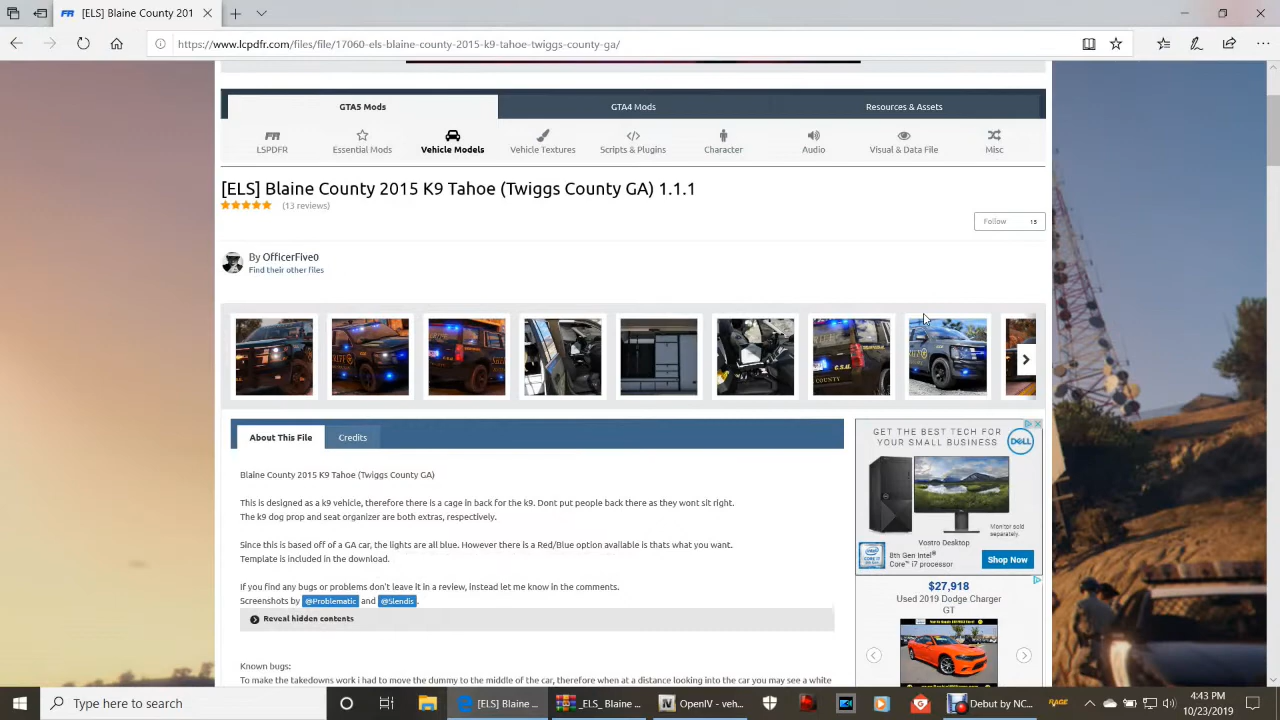 [ELS] Blaine County 201
https://www.lcpdfr.com/files/file/17060-els-blaine-county-2015-k9-tahoe-twiggs-county-ga/
GTA5 Mods
GTA4 Mods
Resources & Assets
LSPDFR
Essential Mods
Vehicle Models
Vehicle Textures
Scripts & Plugins
Character
Audio
Visual & Data File
Misc
[ELS] Blaine County 2015 K9 Tahoe (Twiggs County GA) 1.1.1
(13 reviews)
Follow 15
By OfficerFive0
Find their other files
About This File
Credits
Blaine County 2015 K9 Tahoe (Twiggs County GA)
This is designed as a k9 vehicle, therefore there is a cage in back for the k9. Dont put people back there as they wont sit right.
The k9 dog prop and seat organizer are both extras, respectively.
Since this is based off of a GA car, the lights are all blue. However there is a Red/Blue option available is thats what you want.
Template is included in the download.
If you find any bugs or problems don't leave it in a review, instead let me know in the comments.
Screenshots by @Problematic and @Slendis .
Reveal hidden contents
Known bugs:
To make the takedowns work i had to move the dummy to the middle of the car, therefore when at a distance looking into the car you may see a white
GET THE BEST TECH FOR
YOUR SMALL BUSINESS
DELL
Monitor sold
separately.
Vostro Desktop
8th Gen Intel®
Core™ i7 processor
Shop Now
$27,918
Used 2019 Dodge Charger
GT
Type here to search
[ELS] Blaine ...
_ELS_ Blaine ...
OpenIV - veh...
Debut by NC...
RAGE
4:43 PM
10/23/2019